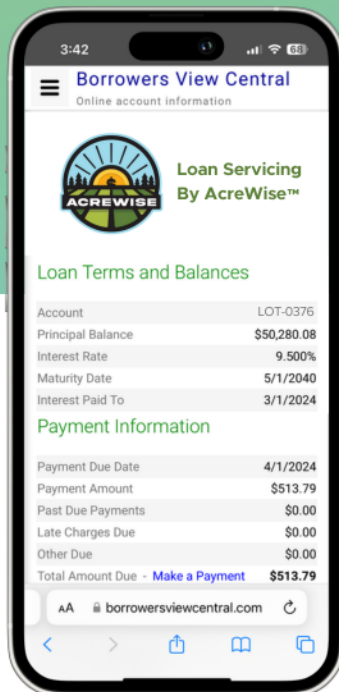 3:42
68
Borrowers View Central
Online account information
ACREWISE
Loan Servicing
By AcreWise™
Loan Terms and Balances
Account LOT-0376
Principal Balance $50,280.08
Interest Rate 9.500%
Maturity Date 5/1/2040
Interest Paid To 3/1/2024
Payment Information
Payment Due Date 4/1/2024
Payment Amount $513.79
Past Due Payments $0.00
Late Charges Due $0.00
Other Due $0.00
Total Amount Due - Make a Payment $513.79
AA borrowersviewcentral.com